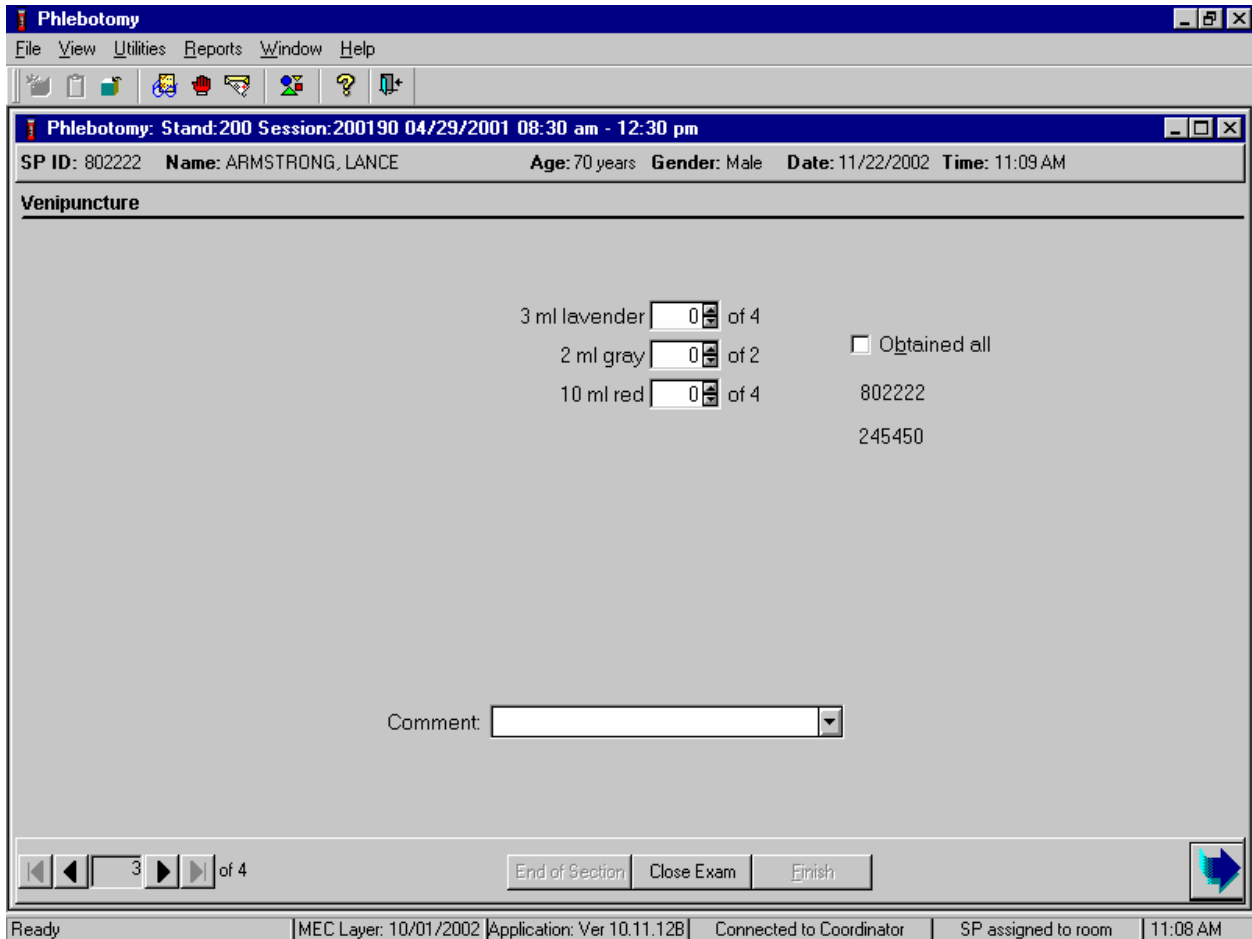 Phlebotomy
File View Utilities Reports Window Help
Phlebotomy: Stand:200 Session:200190 04/29/2001 08:30 am - 12:30 pm
SP ID: 802222 Name: ARMSTRONG, LANCE Age: 70 years Gender: Male Date: 11/22/2002 Time: 11:09 AM
Venipuncture
3 ml lavender 0 of 4
2 ml gray 0 of 2
10 ml red 0 of 4
Obtained all
802222
245450
Comment:
3 of 4
End of Section Close Exam Finish
Ready MEC Layer: 10/01/2002 Application: Ver 10.11.12B Connected to Coordinator SP assigned to room 11:08 AM